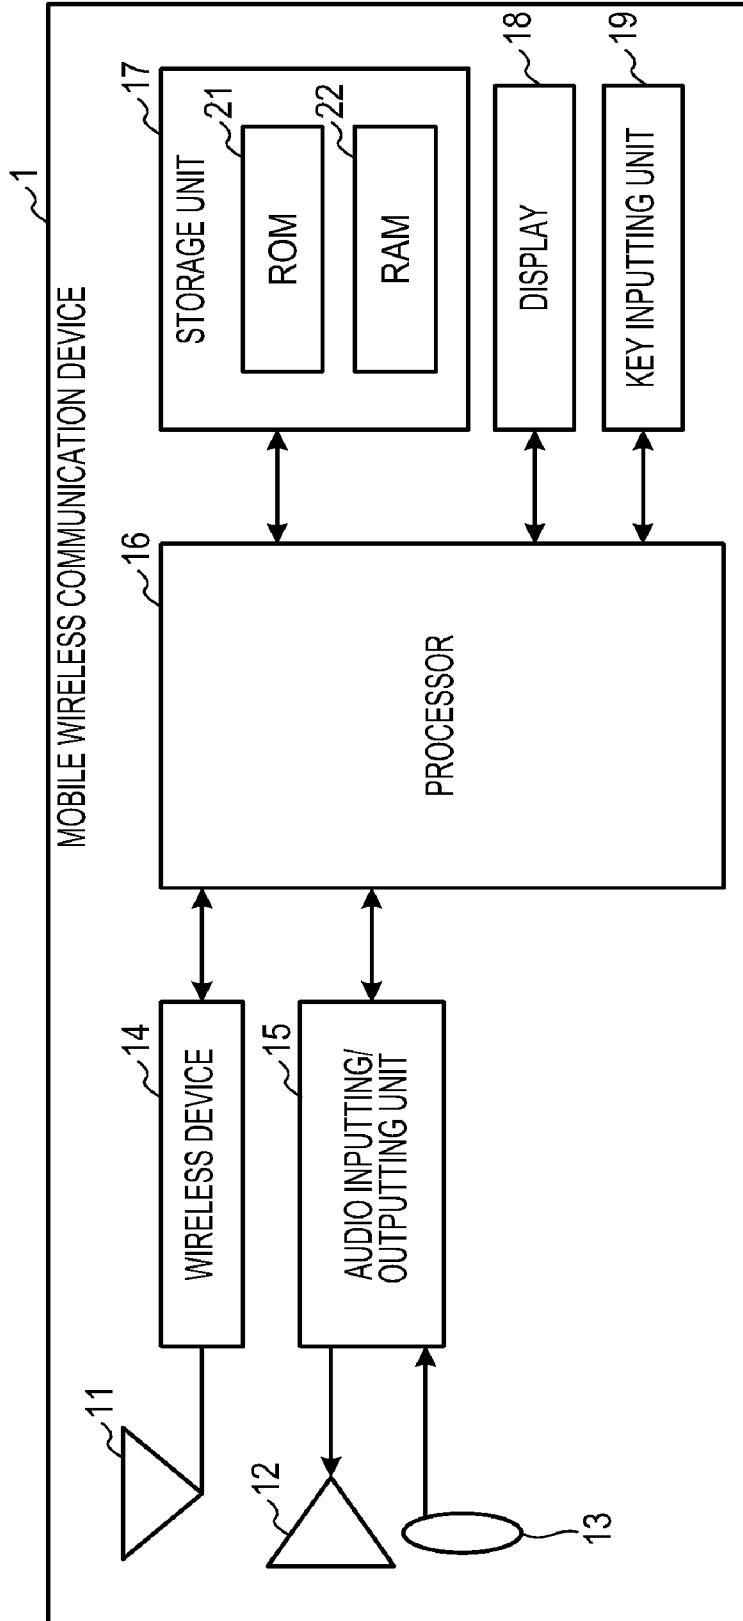 1
MOBILE WIRELESS COMMUNICATION DEVICE
11
14
WIRELESS DEVICE
12
13
15
AUDIO INPUTTING/
OUTPUTTING UNIT
16
PROCESSOR
17
STORAGE UNIT
21
ROM
22
RAM
18
DISPLAY
19
KEY INPUTTING UNIT